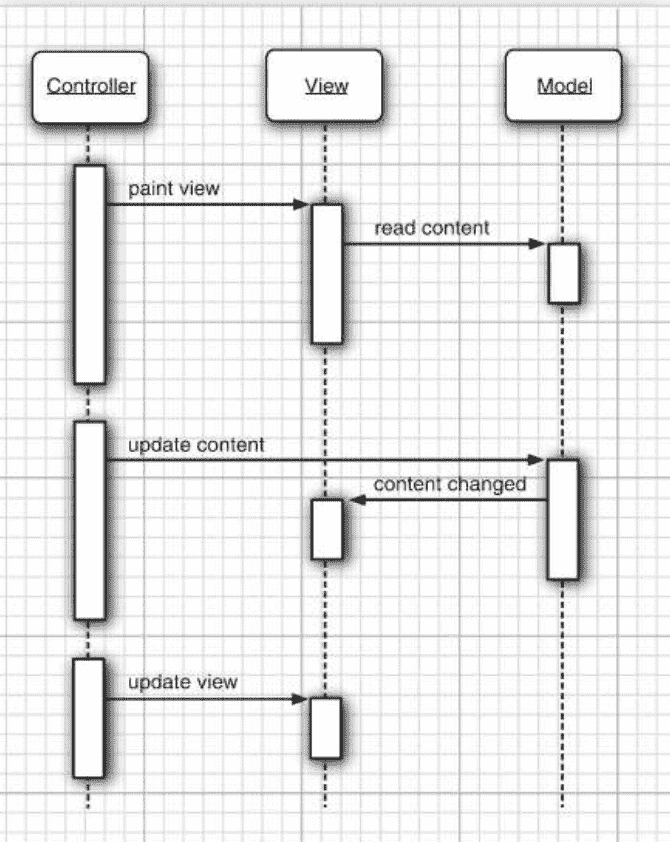 Controller
View
Model
paint view
read content
update content
content changed
update view